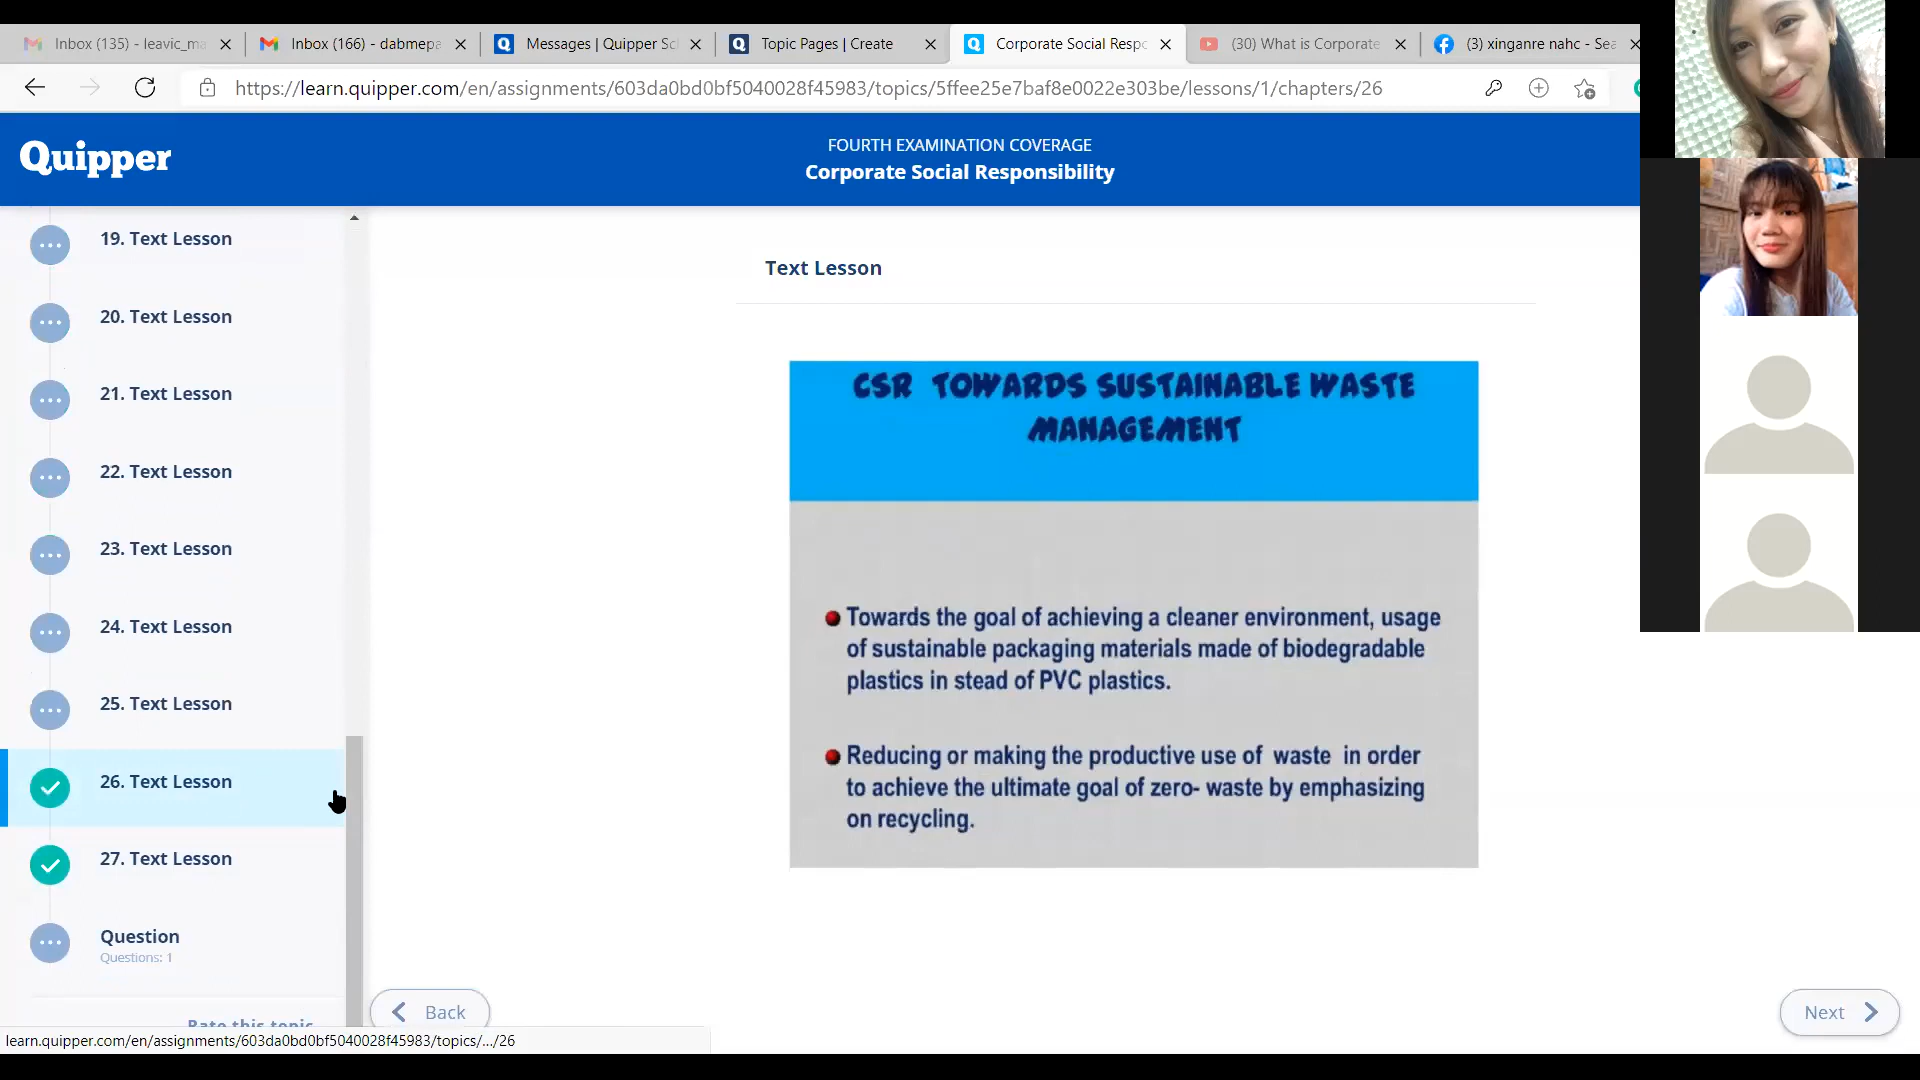 Inbox (135) - leavic_ma
Inbox (166) - dabmepa
Messages | Quipper Sc
Topic Pages | Create
Corporate Social Respo
(30) What is Corporate
(3) xinganre nahc - Sea
https://learn.quipper.com/en/assignments/603da0bd0bf5040028f45983/topics/5ffee25e7baf8e0022e303be/lessons/1/chapters/26
Quipper
FOURTH EXAMINATION COVERAGE
Corporate Social Responsibility
19. Text Lesson
20. Text Lesson
21. Text Lesson
22. Text Lesson
23. Text Lesson
24. Text Lesson
25. Text Lesson
26. Text Lesson
27. Text Lesson
Question
Questions: 1
Rate this topic
Text Lesson
CSR TOWARDS SUSTAINABLE WASTE
MANAGEMENT
Towards the goal of achieving a cleaner environment, usage
of sustainable packaging materials made of biodegradable
plastics in stead of PVC plastics.
Reducing or making the productive use of waste in order
to achieve the ultimate goal of zero- waste by emphasizing
on recycling.
Back
Next
learn.quipper.com/en/assignments/603da0bd0bf5040028f45983/topics/.../26